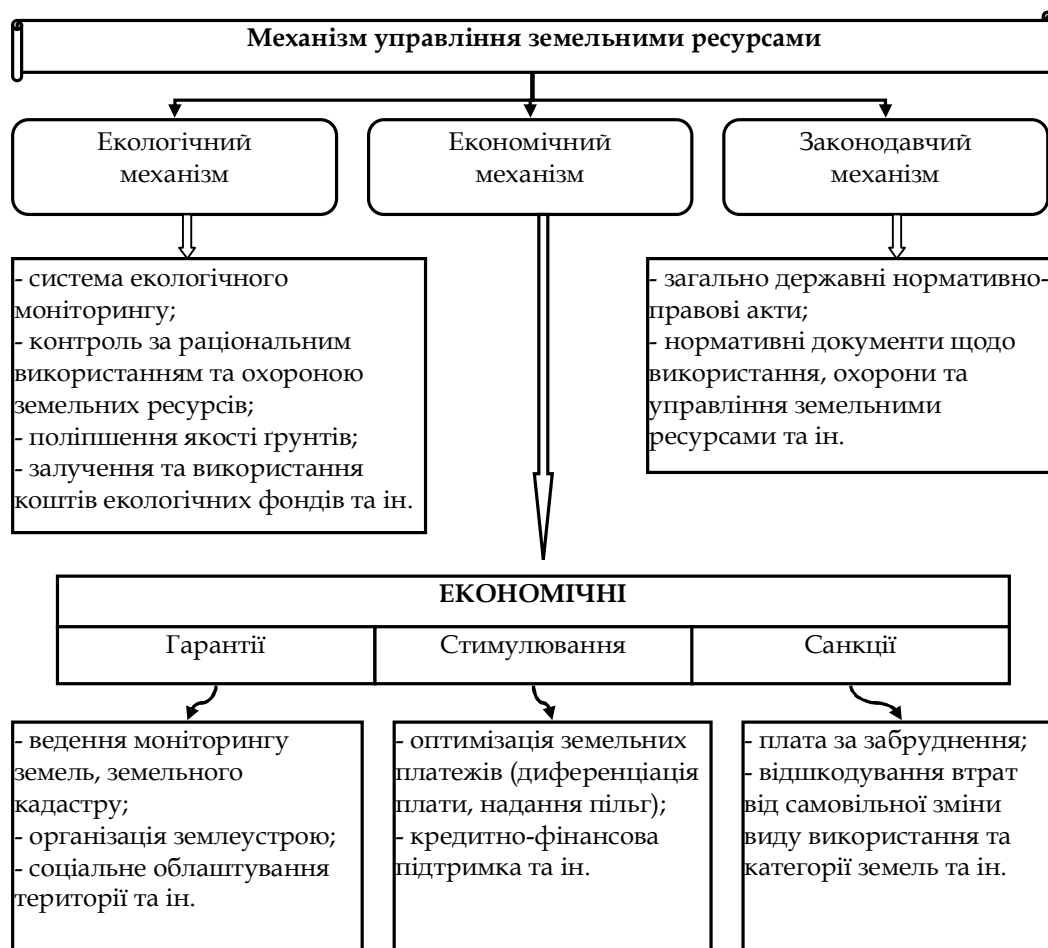 Механізм управління земельними ресурсами
Екологічний
механізм
Економічний
механізм
Законодавчий
механізм
- система екологічного
моніторингу;
- контроль за раціональним
використанням та охороною
земельних ресурсів;
- поліпшення якості ґрунтів;
- залучення та використання
коштів екологічних фондів та ін.
- загально державні нормативно-
правові акти;
- нормативні документи щодо
використання, охорони та
управління земельними
ресурсами та ін.
ЕКОНОМІЧНІ
Гарантії
Стимулювання
Санкції
- ведення моніторингу
земель, земельного
кадастру;
- організація землеустрою;
- соціальне облаштування
території та ін.
- оптимізація земельних
платежів (диференціація
плати, надання пільг);
- кредитно-фінансова
підтримка та ін.
- плата за забруднення;
- відшкодування втрат
від самовільної зміни
виду використання та
категорії земель та ін.